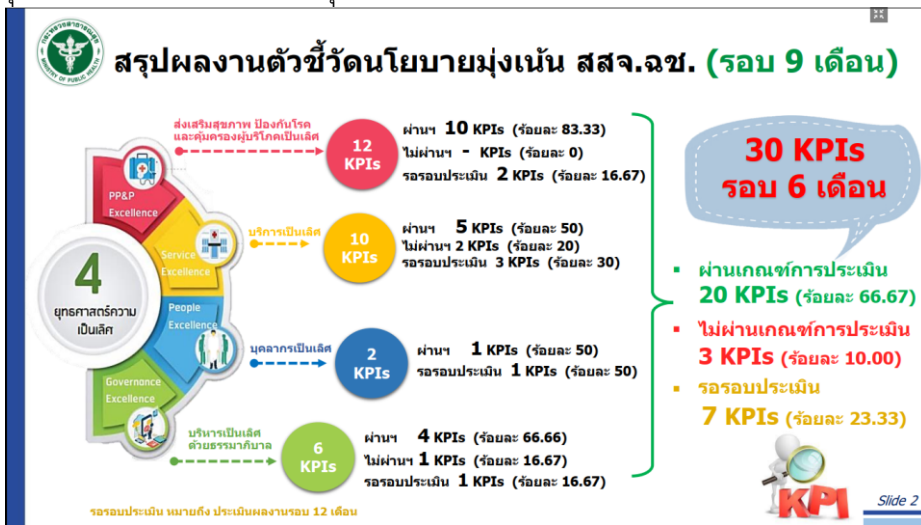 สรุปผลงานตัวชี้วัดนโยบายมุ่งเน้น สสจ.ฉช. (รอบ 9 เดือน)
ส่งเสริมสุขภาพ ป้องกันโรค
และคุ้มครองผู้บริโภคเป็นเลิศ
12
KPIs
ผ่านฯ 10 KPIs (ร้อยละ 83.33)
ไม่ผ่านฯ - KPIs (ร้อยละ 0)
รอรอบประเมิน 2 KPIs (ร้อยละ 16.67)
PP&P
Excellence
บริการเป็นเลิศ
10
KPIs
ผ่านฯ 5 KPIs (ร้อยละ 50)
ไม่ผ่านฯ 2 KPIs (ร้อยละ 20)
รอรอบประเมิน 3 KPIs (ร้อยละ 30)
Service
Excellence
4
ยุทธศาสตร์ความ
เป็นเลิศ
People
Excellence
บุคลากรเป็นเลิศ
2
KPIs
ผ่านฯ 1 KPIs (ร้อยละ 50)
รอรอบประเมิน 1 KPIs (ร้อยละ 50)
Governance
Excellence
บริหารเป็นเลิศ
ด้วยธรรมาภิบาล
6
KPIs
ผ่านฯ 4 KPIs (ร้อยละ 66.66)
ไม่ผ่านฯ 1 KPIs (ร้อยละ 16.67)
รอรอบประเมิน 1 KPIs (ร้อยละ 16.67)
30 KPIs
รอบ 6 เดือน
▪ ผ่านเกณฑ์การประเมิน
20 KPIs (ร้อยละ 66.67)
▪ ไม่ผ่านเกณฑ์การประเมิน
3 KPIs (ร้อยละ 10.00)
▪ รอรอบประเมิน
7 KPIs (ร้อยละ 23.33)
KPI
รอรอบประเมิน หมายถึง ประเมินผลงานรอบ 12 เดือน
Slide 2